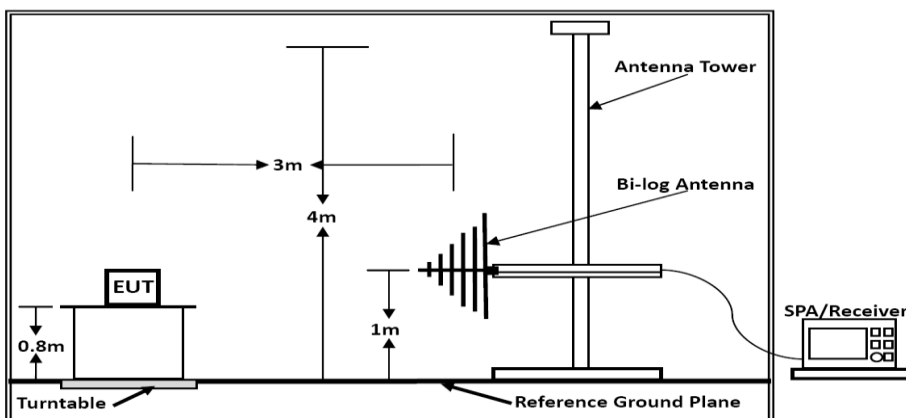 Antenna Tower
3m
Bi-log Antenna
4m
EUT
SPA/Receiver
0.8m
1m
Turntable
Reference Ground Plane